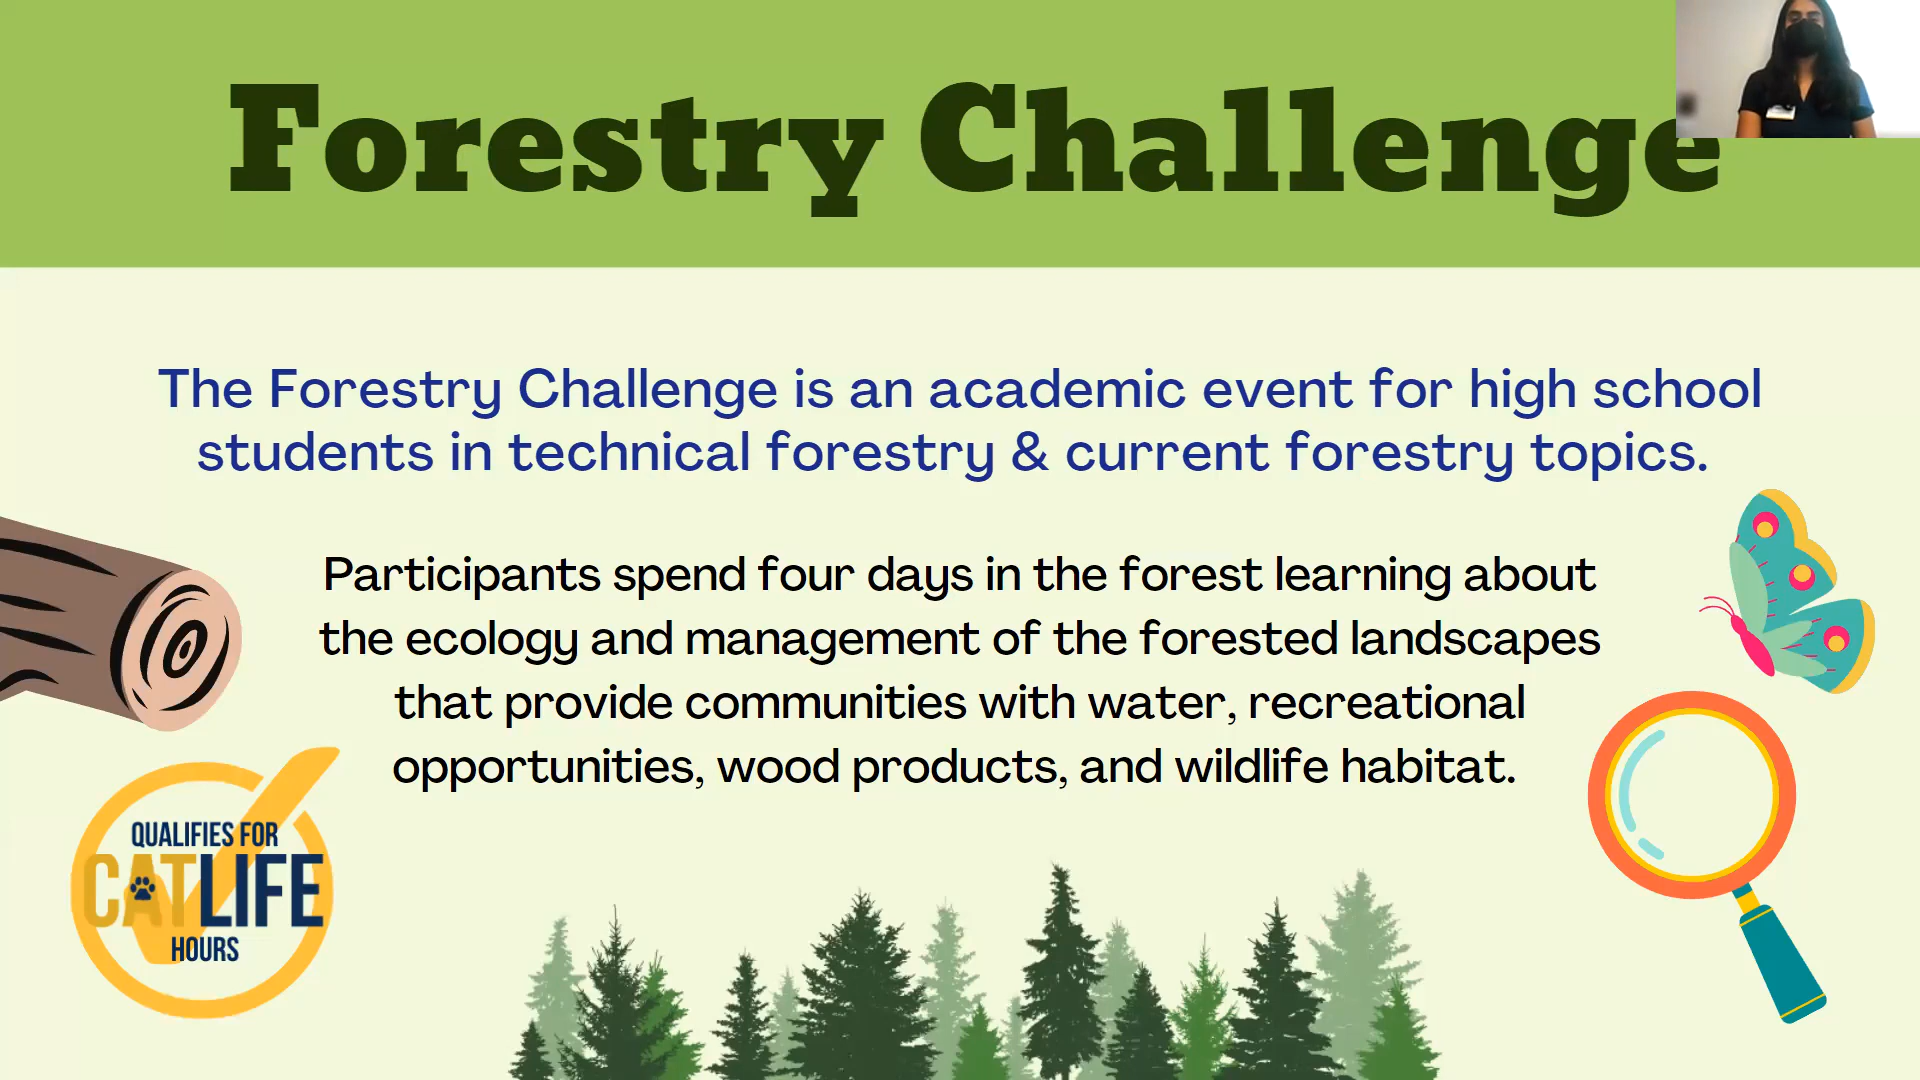 Forestry Challenge
The Forestry Challenge is an academic event for high school
students in technical forestry & current forestry topics.
Participants spend four days in the forest learning about
the ecology and management of the forested landscapes
that provide communities with water, recreational
opportunities, wood products, and wildlife habitat.
QUALIFIES FOR
CATLIFE
HOURS